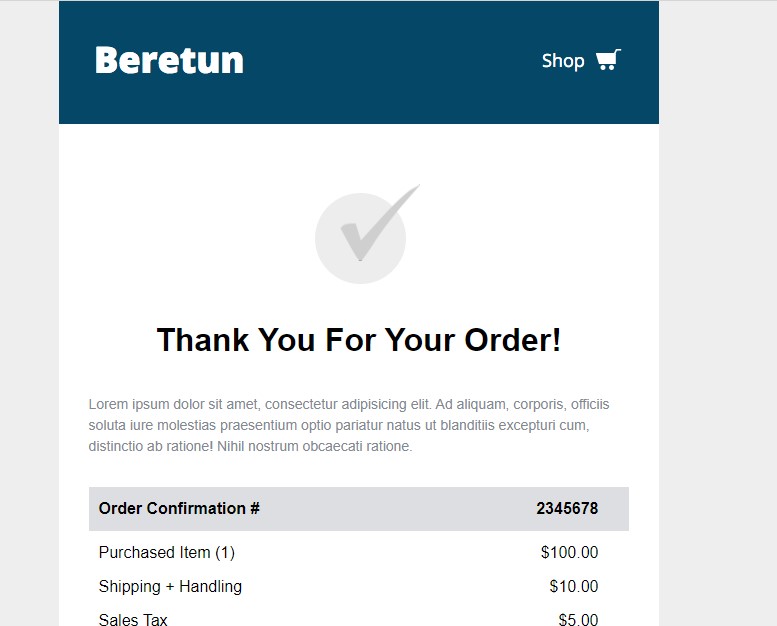 Beretun
Shop
Thank You For Your Order!
Lorem ipsum dolor sit amet, consectetur adipisicing elit. Ad aliquam, corporis, officiis
soluta iure molestias praesentium optio pariatur natus ut blanditiis excepturi cum,
distinctio ab ratione! Nihil nostrum obcaecati ratione.
Order Confirmation # 2345678
Purchased Item (1) $100.00
Shipping + Handling $10.00
Sales Tax $5.00